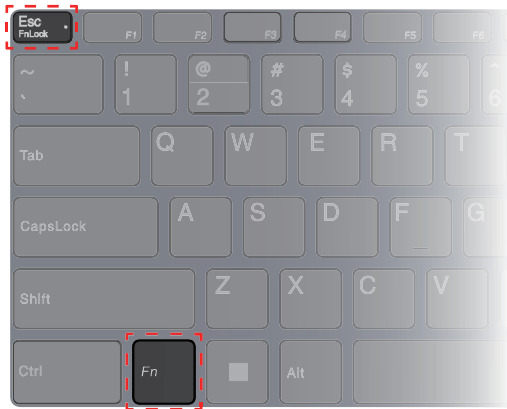 Esc
FnLock
F1
F2
F3
F4
F5
~
`
!
1
@
2
#
3
$
4
%
5
^
6
Tab
Q
W
E
R
T
CapsLock
A
S
D
F
G
Shift
Z
X
C
V
Ctrl
Fn
Alt